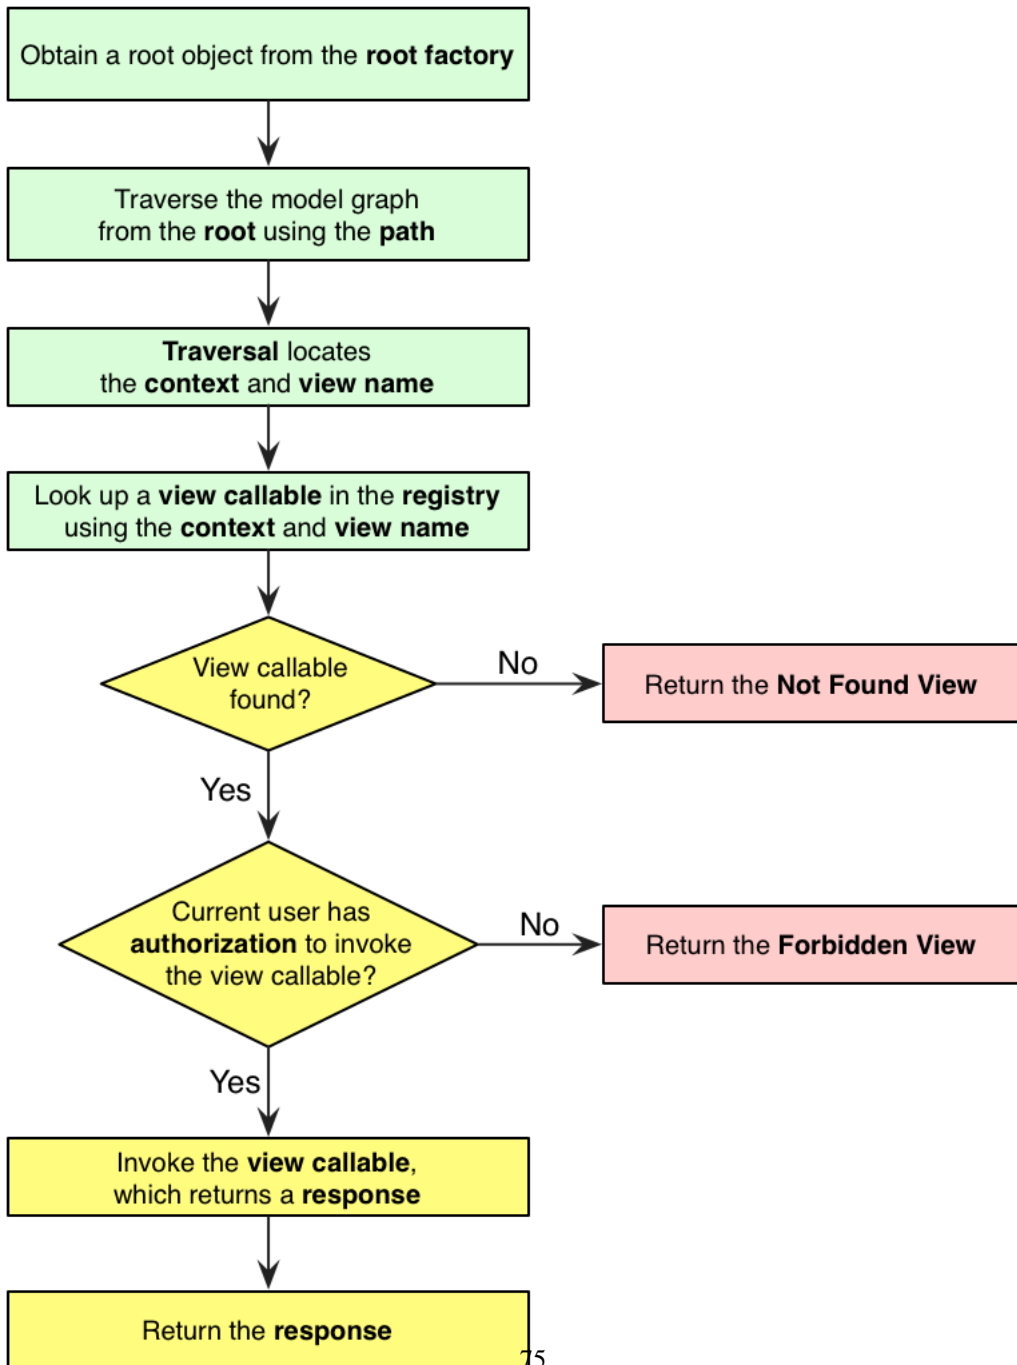 Obtain a root object from the root factory
Traverse the model graph
from the root using the path
Traversal locates
the context and view name
Look up a view callable in the registry
using the context and view name
View callable
found?
No
Return the Not Found View
Yes
Current user has
authorization to invoke
the view callable?
No
Return the Forbidden View
Yes
Invoke the view callable,
which returns a response
Return the response
75